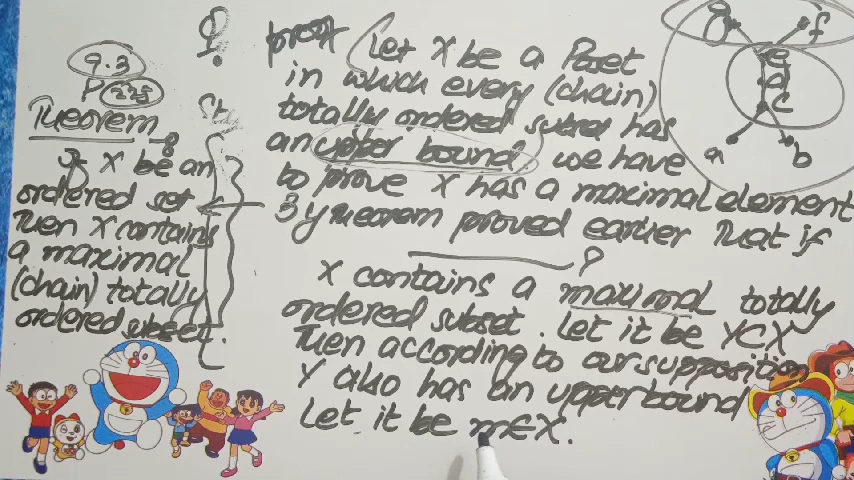 9.3
P
Theorem
If X be an
ordered set
Then X contains
a maximal
(chain) totally
ordered subset.
proof Let X be a Poset
in which every (chain)
totally ordered subset has
an upper bound. we have
to prove X has a maximal element
By Theorem proved earlier That if
X contains a maximal totally
ordered subset. Let it be Y⊂X
Then according to our supposition
Y also has an upper bound
Let it be m∈X.
g
f
e
d
c
a
b